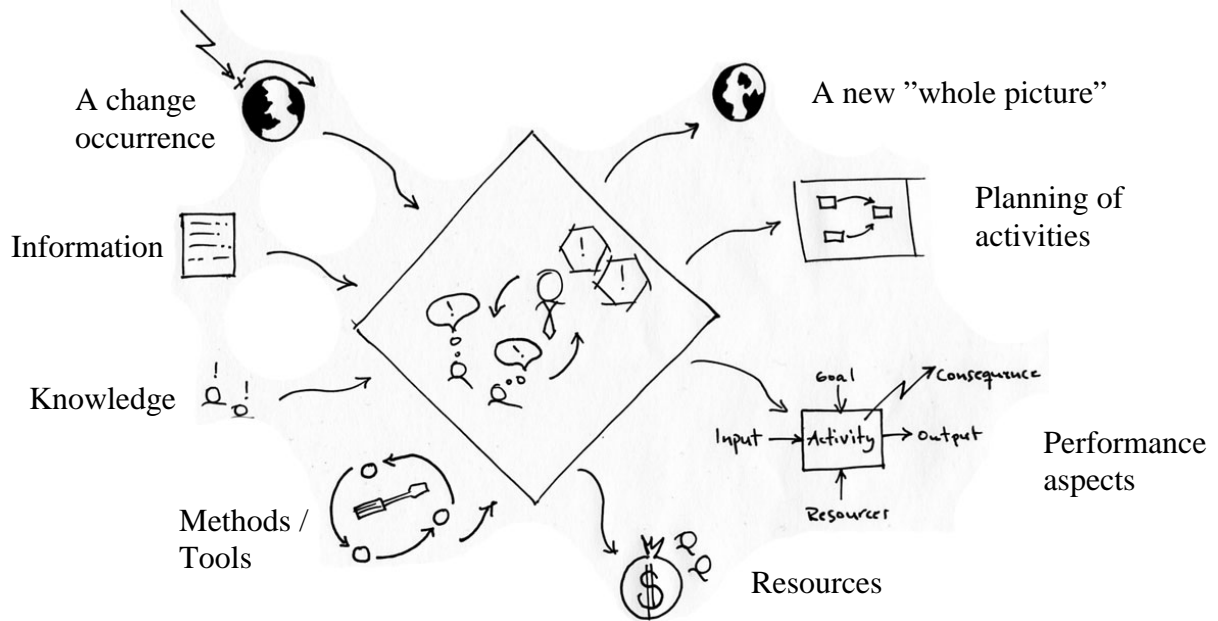 A change
occurrence
A new ”whole picture”
Information
Planning of
activities
!
!
!
!
Knowledge
! !
Goal
Consequence
Input
Activity
Output
Resources
Performance
aspects
Methods /
Tools
$
Resources